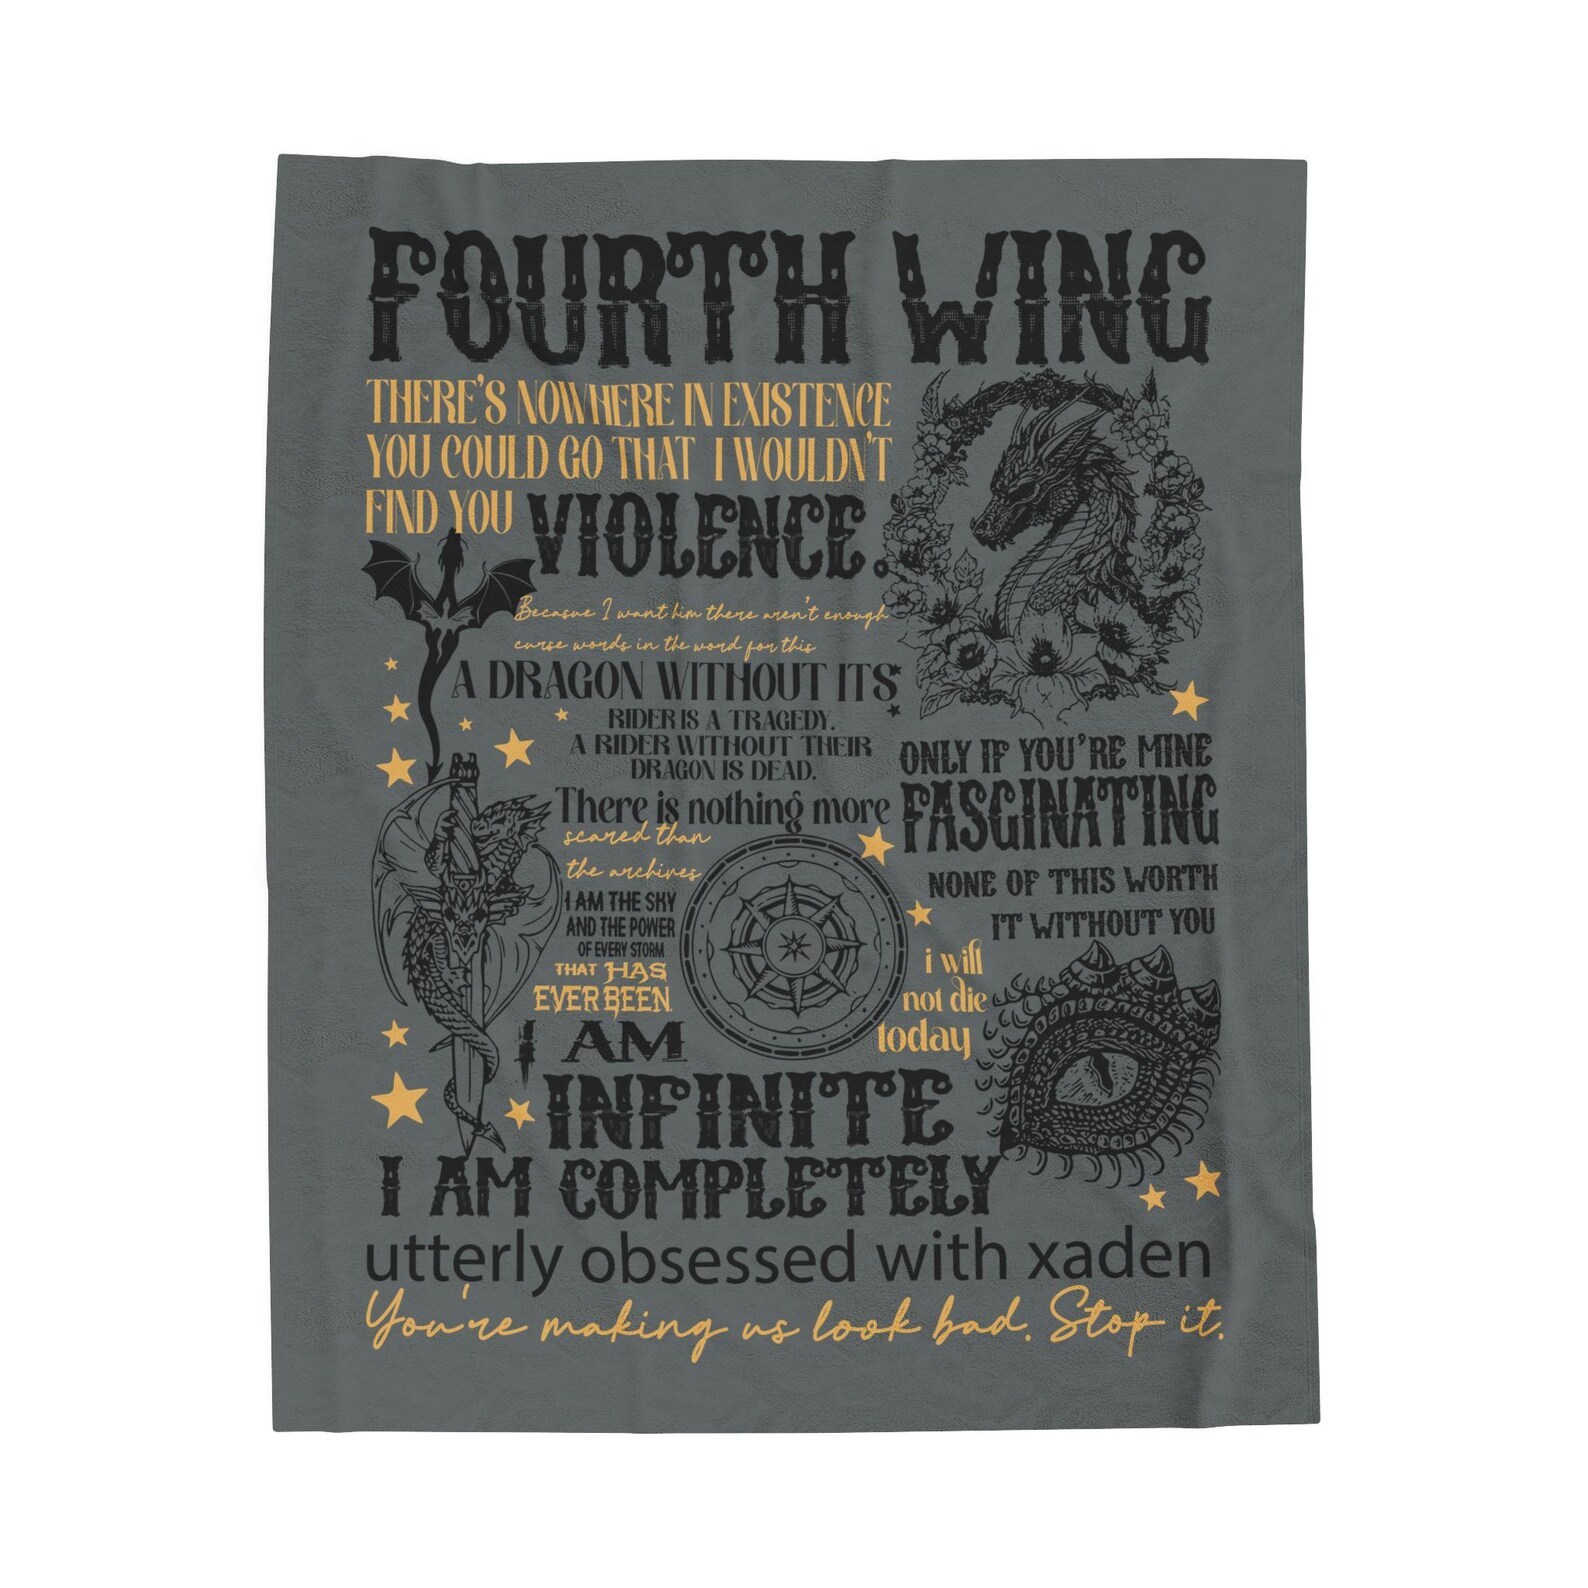 FOURTH WING
THERE'S NOWHERE IN EXISTENCE
YOU COULD GO THAT I WOULDN'T
FIND YOU VIOLENCE.
Becasue I want him there aren't enough
curse words in the word for this
A DRAGON WITHOUT ITS
RIDER IS A TRAGEDY.
A RIDER WITHOUT THEIR
DRAGON IS DEAD.
There is nothing more
scared than
the archives
I AM THE SKY
AND THE POWER
OF EVERY STORM
THAT HAS
EVER BEEN.
I AM
INFINITE
ONLY IF YOU'RE MINE
FASCINATING
NONE OF THIS WORTH
IT WITHOUT YOU
i will
not die
today
I AM COMPLETELY
utterly obsessed with xaden
You're making us look bad. Stop it.